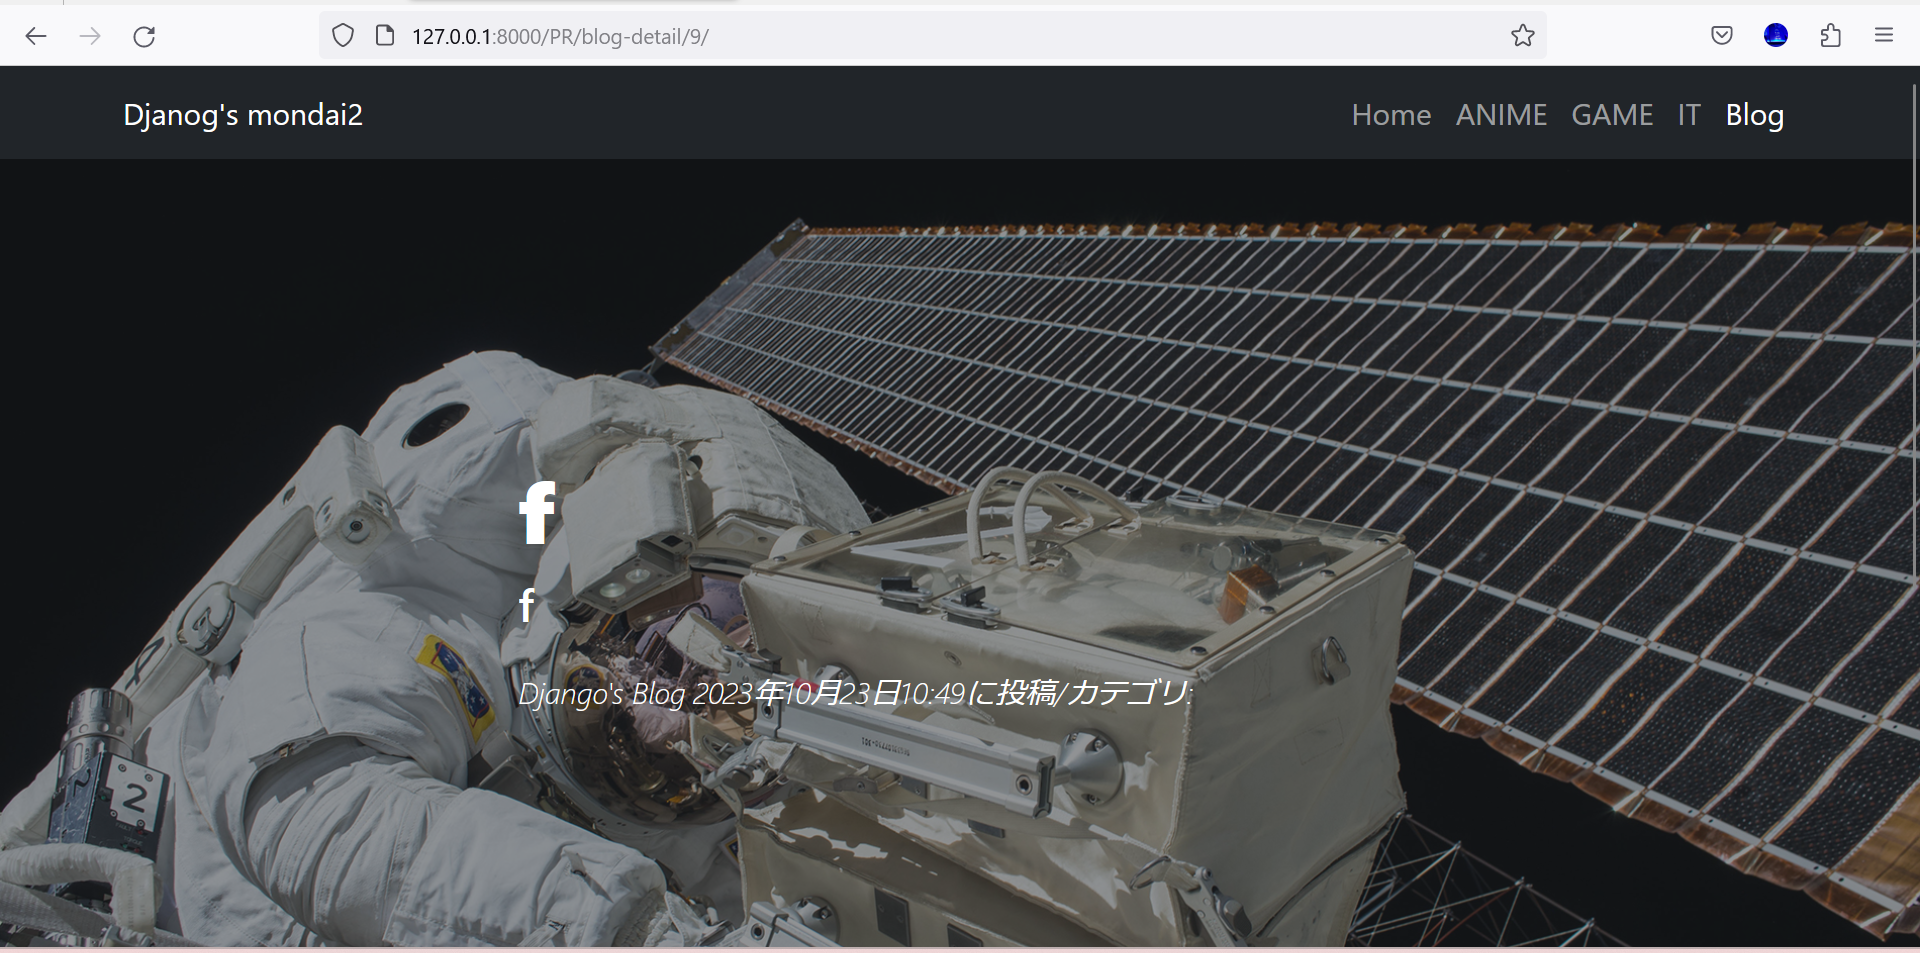 127.0.0.1:8000/PR/blog-detail/9/
Djanog's mondai2
Home ANIME GAME IT Blog
f
f
Django's Blog 2023年10月23日10:49に投稿/カテゴリ:
2